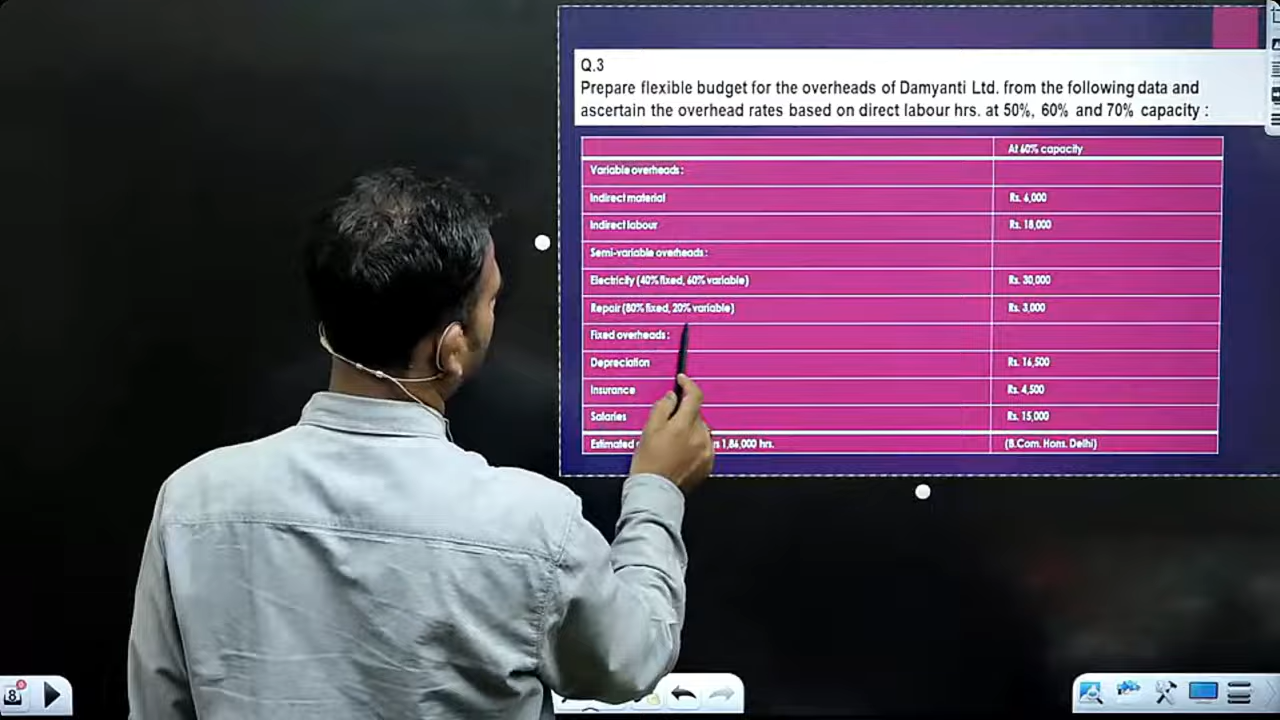 Q.3
Prepare flexible budget for the overheads of Damyanti Ltd. from the following data and
ascertain the overhead rates based on direct labour hrs. at 50%, 60% and 70% capacity :
At 60% capacity
Variable overheads :
Indirect material Rs. 6,000
Indirect labour Rs. 18,000
Semi-variable overheads :
Electricity (40% fixed, 60% variable) Rs. 30,000
Repair (80% fixed, 20% variable) Rs. 3,000
Fixed overheads :
Depreciation Rs. 16,500
Insurance Rs. 4,500
Salaries Rs. 15,000
Estimated 1,86,000 hrs. (B.Com. Hons. Delhi)
8